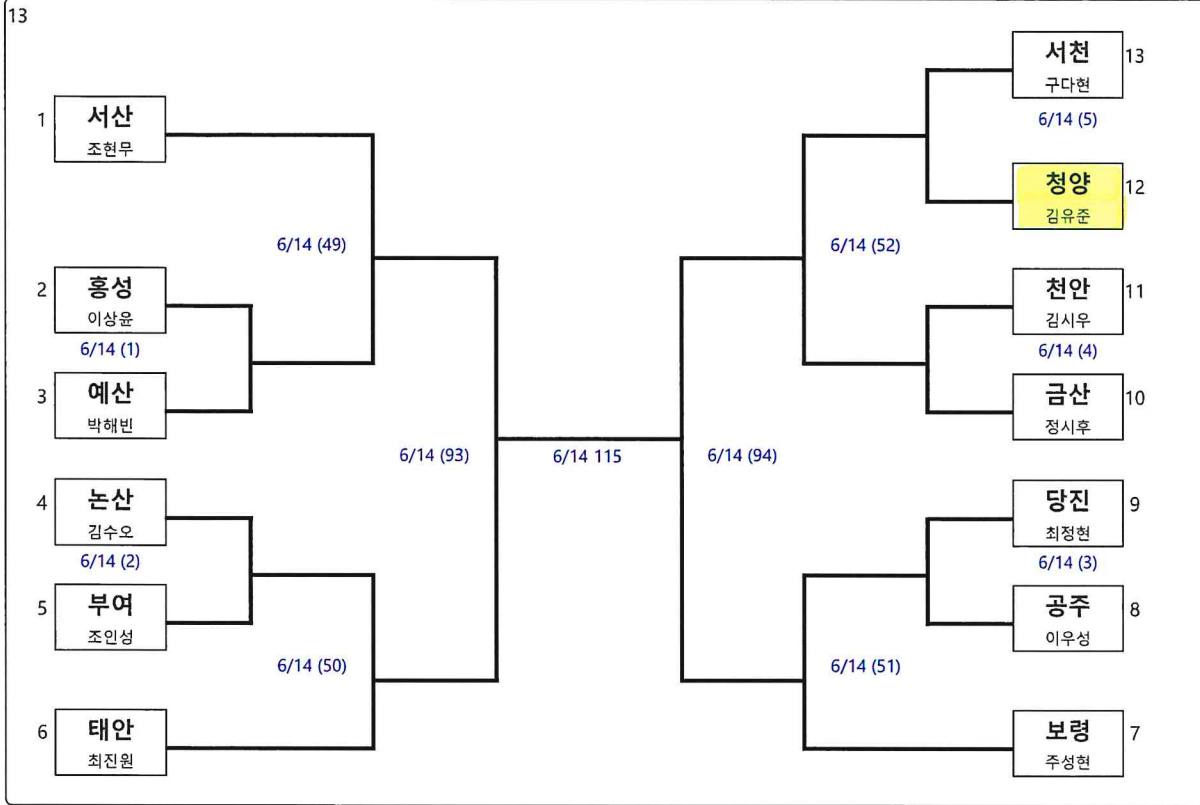 13
1
서산
조현무
6/14 (49)
2
홍성
이상윤
6/14 (1)
3
예산
박해빈
6/14 (93)
4
논산
김수오
6/14 (2)
5
부여
조인성
6/14 (50)
6
태안
최진원
6/14 115
서천
구다현
13
6/14 (5)
청양
김유준
12
6/14 (52)
천안
김시우
11
6/14 (4)
금산
정시후
10
6/14 (94)
당진
최정현
9
6/14 (3)
공주
이우성
8
6/14 (51)
보령
주성현
7